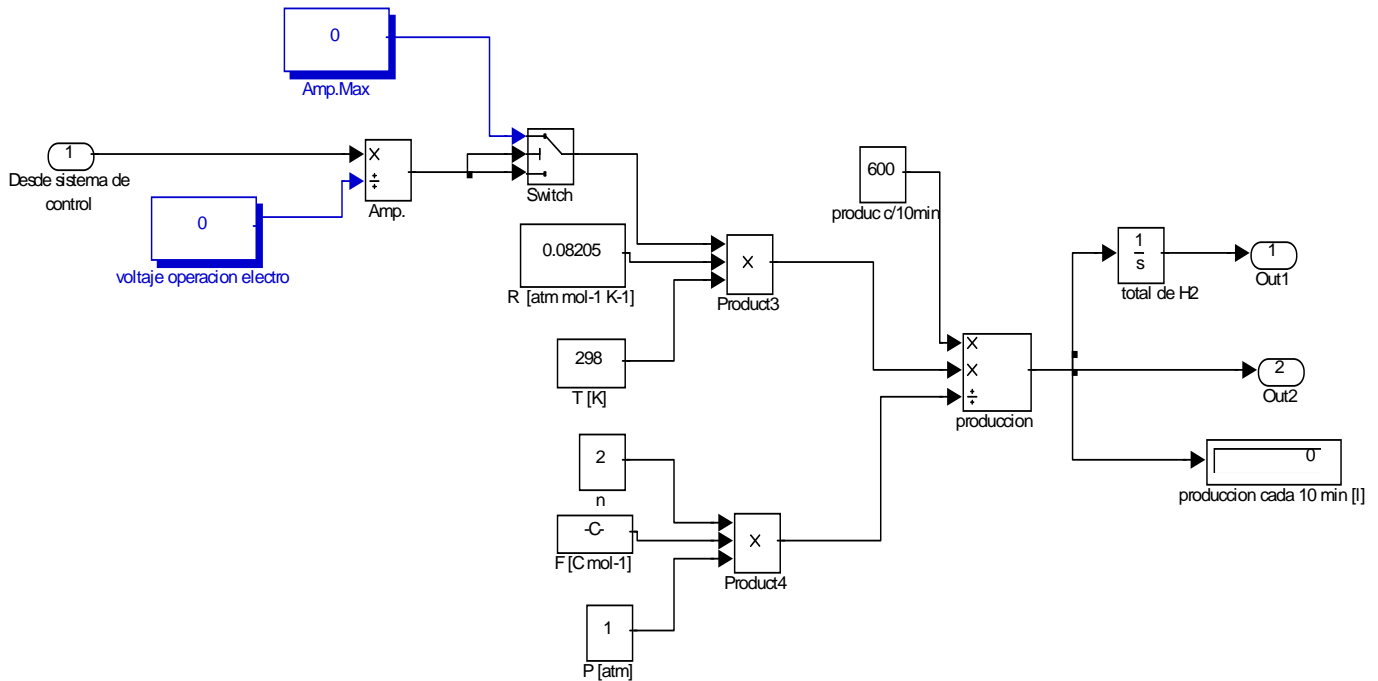 0
Amp.Max
1
Desde sistema de
control
×
÷
Amp.
0
voltaje operacion electro
Switch
600
produc c/10min
0.08205
R [atm mol-1 K-1]
×
Product3
298
T [K]
1
s
total de H2
1
Out1
×
×
÷
produccion
2
Out2
0
produccion cada 10 min [l]
2
n
-C-
F [C mol-1]
×
Product4
1
P [atm]